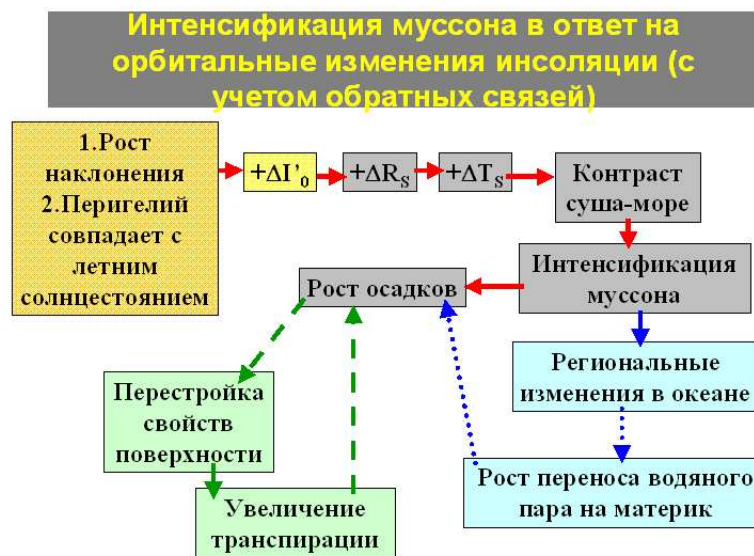 Интенсификация муссона в ответ на
орбитальные изменения инсоляции (с
учетом обратных связей)
1.Рост
наклонения
2.Перигелий
совпадает с
летним
солнцестоянием
+ΔI'₀
+ΔRₛ
+ΔTₛ
Контраст
суша-море
Интенсификация
муссона
Рост осадков
Региональные
изменения в океане
Перестройка
свойств
поверхности
Рост переноса водяного
пара на материк
Увеличение
транспирации